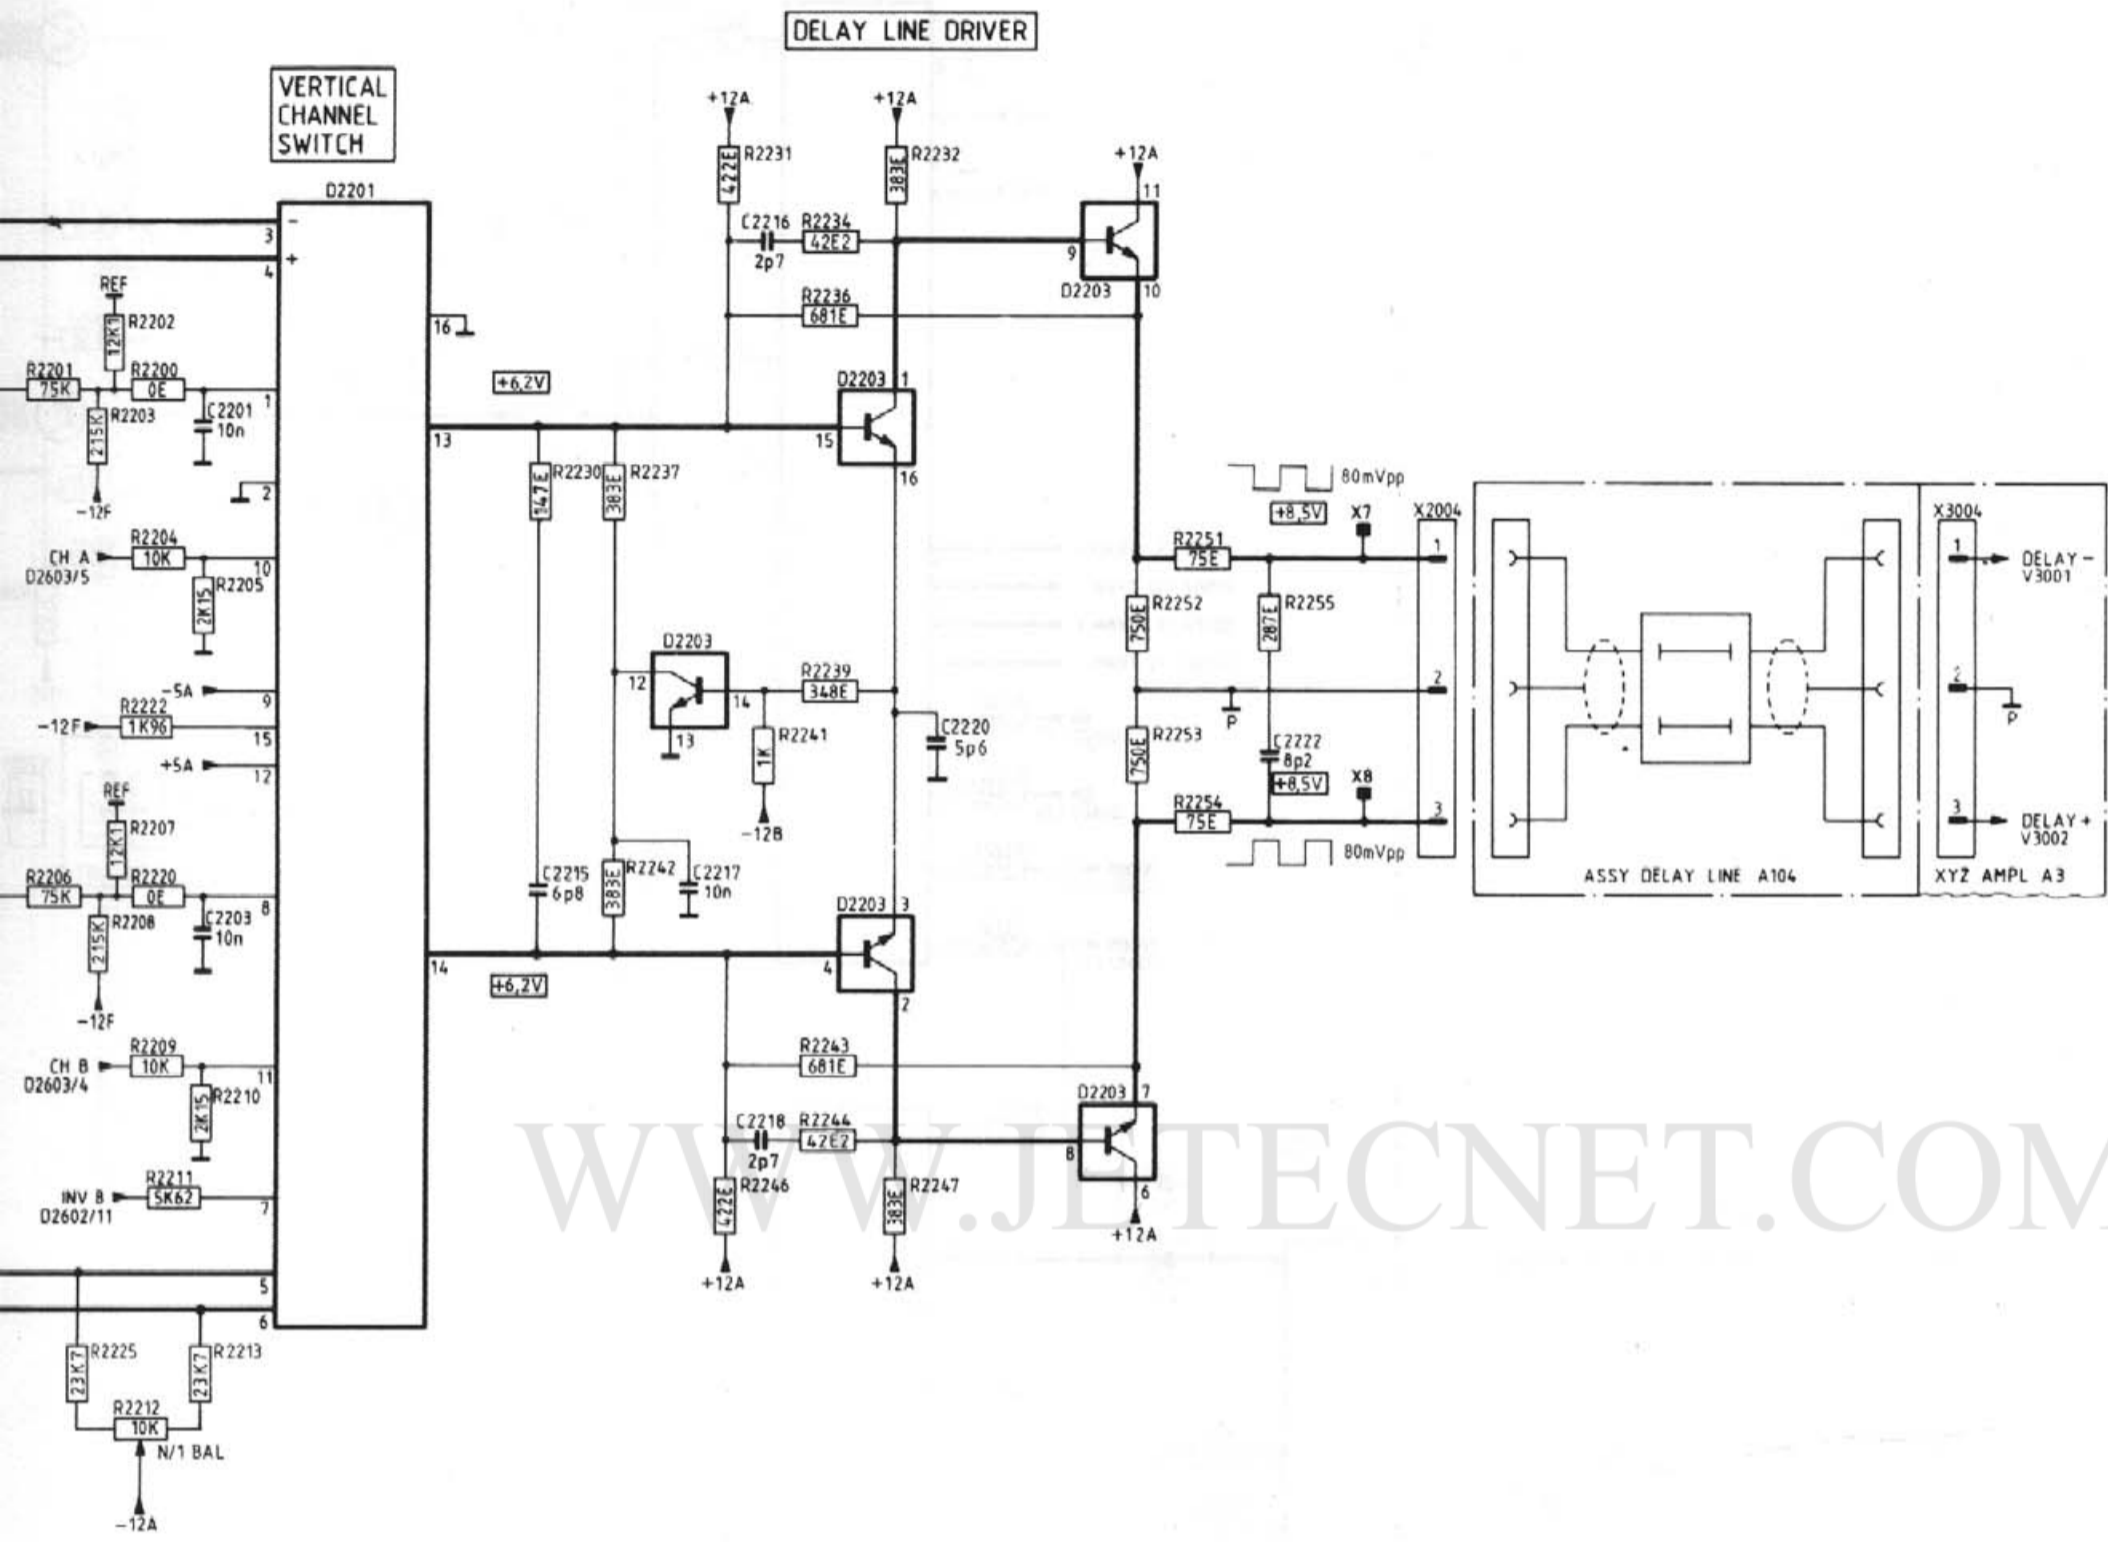 DELAY LINE DRIVER
VERTICAL
CHANNEL
SWITCH
D2201
3
−
4
+
REF
R2202
12K1
R2201
75K
R2200
0E
1
R2203
215K
C2201
10n
−12F
2
R2204
CH A
D2603/5
10K
10
R2205
2K15
−5A
9
R2222
−12F
1K96
15
+5A
12
REF
R2207
12K1
R2206
75K
R2220
0E
8
R2208
215K
C2203
10n
−12F
R2209
CH B
D2603/4
10K
11
R2210
2K15
R2211
INV B
D2602/11
5K62
7
5
6
R2225
23K7
R2213
23K7
R2212
10K
N/1 BAL
−12A
16
13
14
+6,2V
+6,2V
+12A
R2231
422E
+12A
R2232
383E
+12A
11
C2216
2p7
R2234
42E2
9
D2203
10
R2236
681E
D2203
1
15
16
R2230
147E
R2237
383E
D2203
12
14
13
R2239
348E
R2241
1K
−12B
C2220
5p6
C2215
6p8
R2242
383E
C2217
10n
D2203
3
4
2
R2243
681E
C2218
2p7
R2244
42E2
D2203
7
8
6
R2246
422E
R2247
383E
+12A
+12A
+12A
80mVpp
+8,5V
X7
R2251
75E
R2252
750E
R2255
287E
P
R2253
750E
C2222
8p2
+8,5V
X8
R2254
75E
80mVpp
X2004
1
2
3
ASSY DELAY LINE A104
X3004
1
DELAY −
V3001
2
P
3
DELAY +
V3002
XYZ AMPL A3
WWW.JETECNET.COM